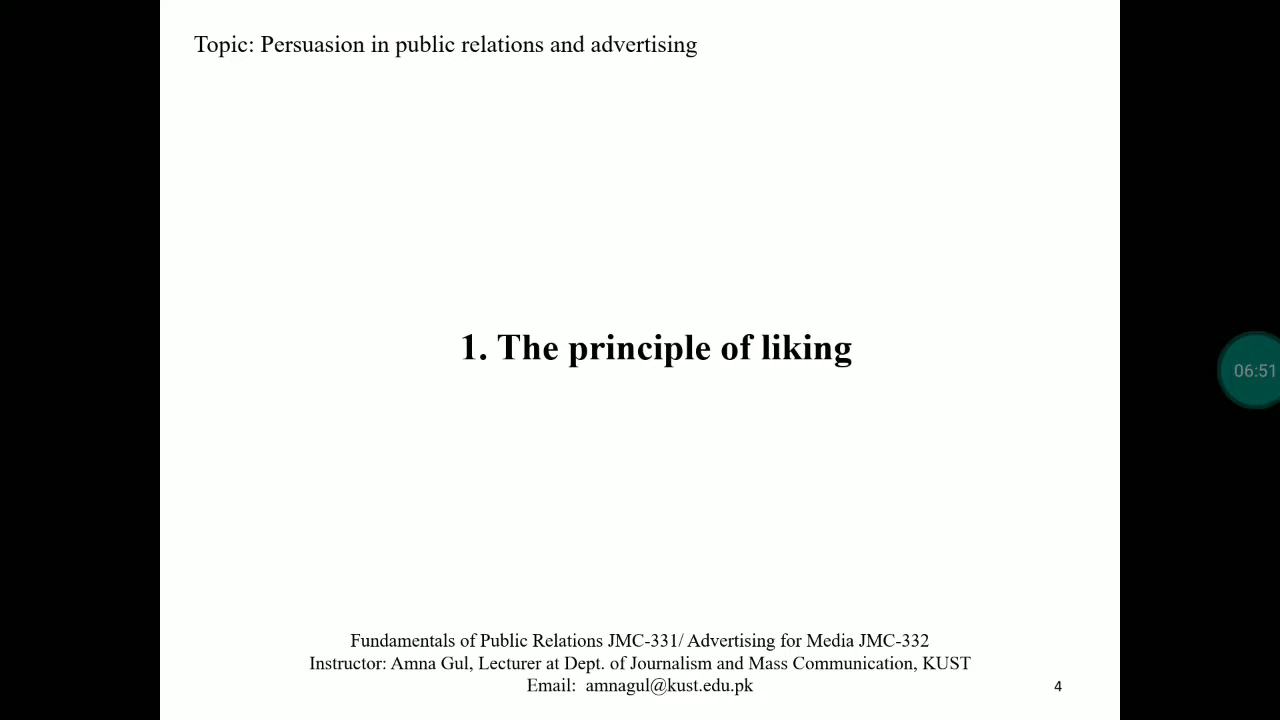 Topic: Persuasion in public relations and advertising
1. The principle of liking
06:51
Fundamentals of Public Relations JMC-331/ Advertising for Media JMC-332
Instructor: Amna Gul, Lecturer at Dept. of Journalism and Mass Communication, KUST
Email: amnagul@kust.edu.pk
4